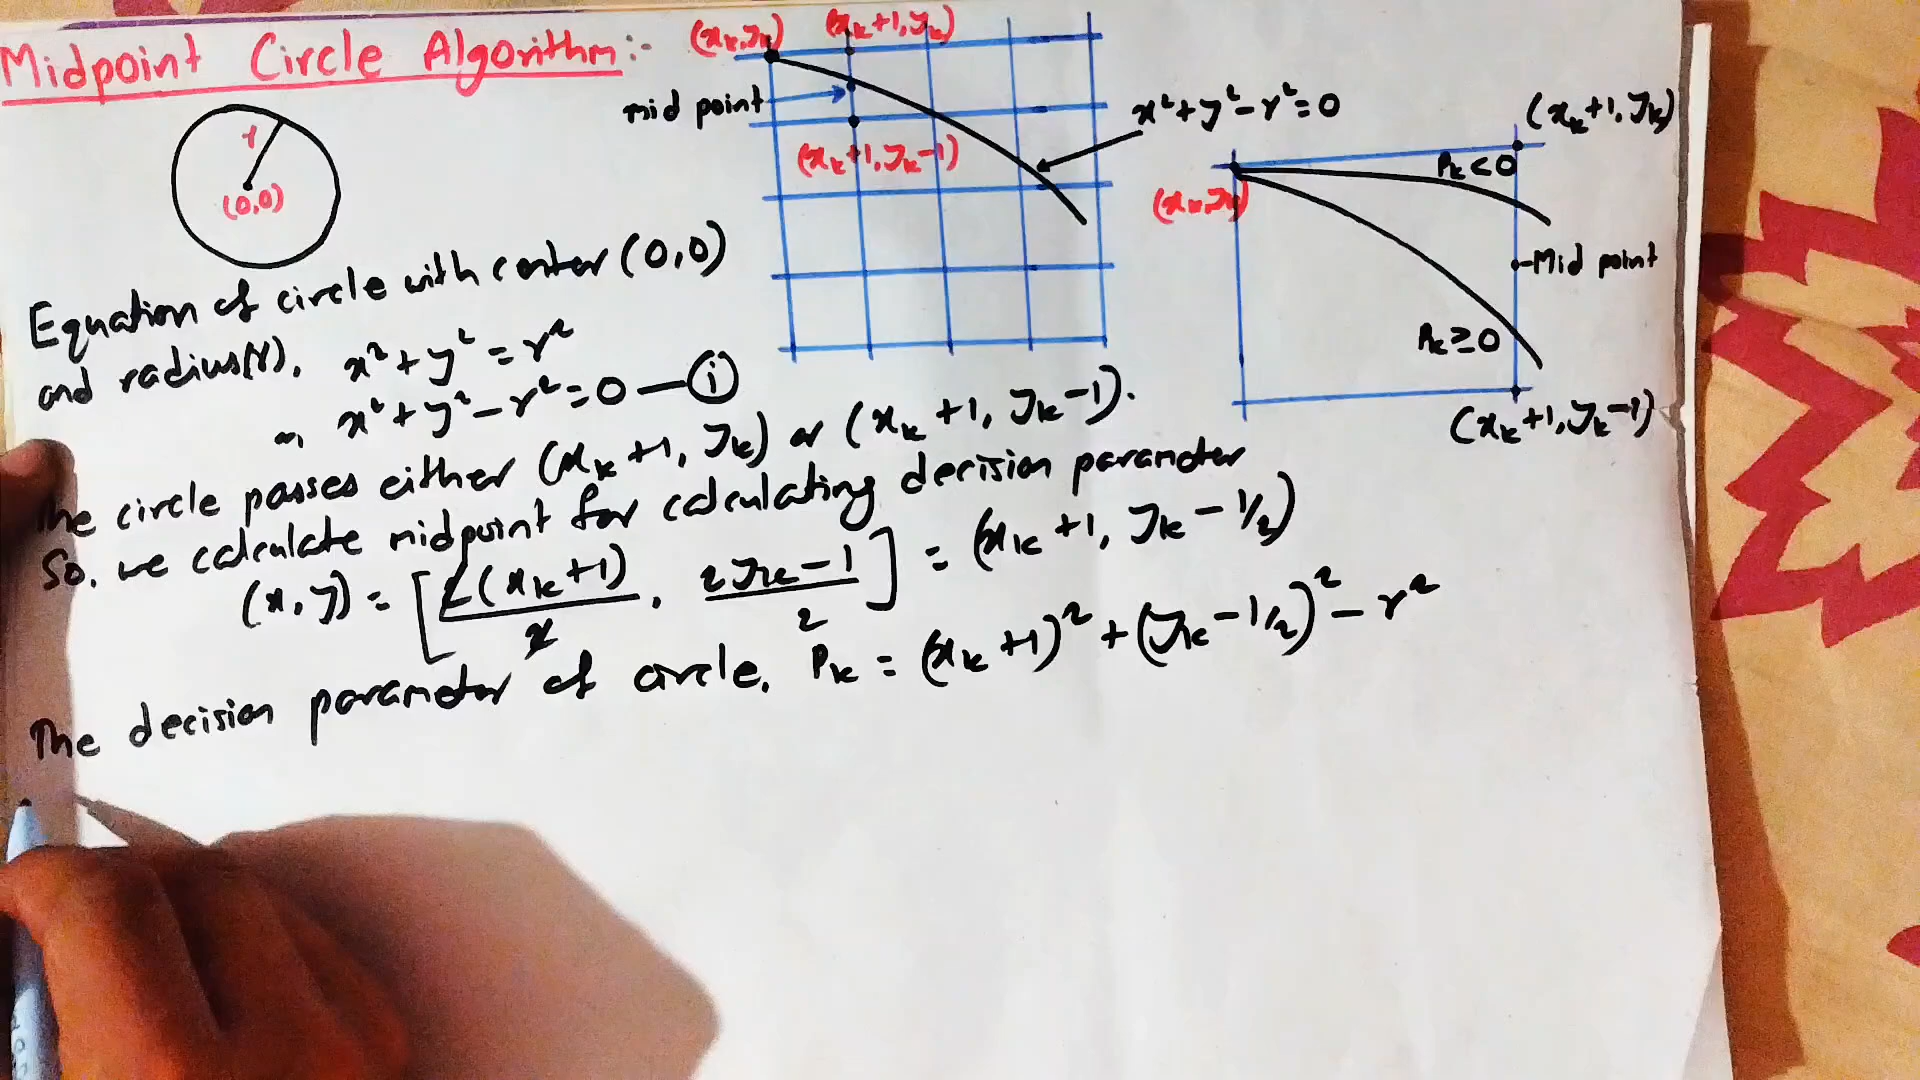 Midpoint Circle Algorithm:-
r
(0,0)
(xₖ,yₖ)
(xₖ+1,yₖ)
mid point
(xₖ+1,yₖ-1)
x²+y²-r²=0
(xₖ+1,yₖ)
Pₖ<0
(xₖ,yₖ)
-Mid point
Pₖ≥0
(xₖ+1,yₖ-1)
Equation of circle with center (0,0)
and radius(r), x²+y²=r²
or, x²+y²-r²=0 — (i)
The circle passes either (xₖ+1, yₖ) or (xₖ+1, yₖ-1).
So, we calculate midpoint for calculating decision parameter
(x,y) = [2(xₖ+1)/2, 2yₖ-1/2] = (xₖ+1, yₖ-1/2)
The decision parameter of circle, Pₖ = (xₖ+1)²+(yₖ-1/2)²-r²